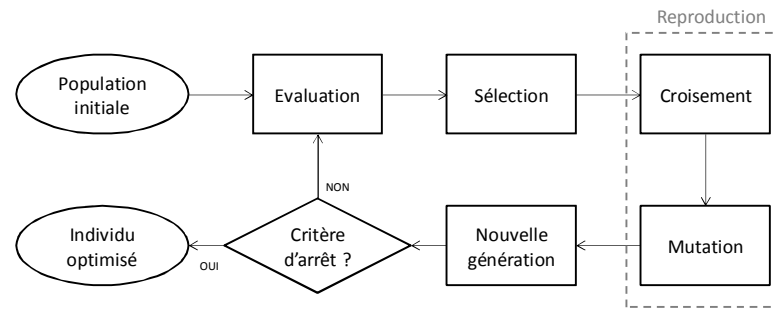 Reproduction
Population
initiale
Evaluation
Sélection
Croisement
NON
Individu
optimisé
OUI
Critère
d'arrêt ?
Nouvelle
génération
Mutation